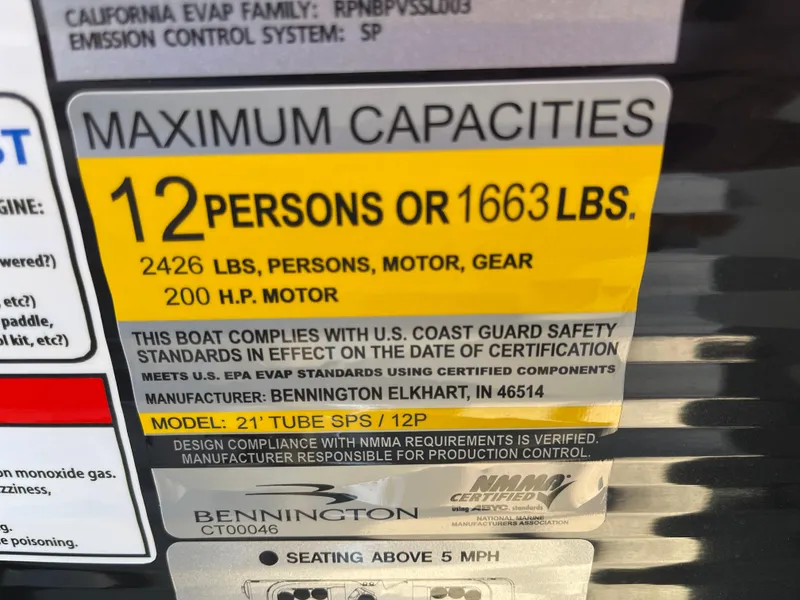 CALIFORNIA EVAP FAMILY: RPNBPVSSL003
EMISSION CONTROL SYSTEM: SP
MAXIMUM CAPACITIES
12 PERSONS OR 1663 LBS.
2426 LBS, PERSONS, MOTOR, GEAR
200 H.P. MOTOR
THIS BOAT COMPLIES WITH U.S. COAST GUARD SAFETY
STANDARDS IN EFFECT ON THE DATE OF CERTIFICATION
MEETS U.S. EPA EVAP STANDARDS USING CERTIFIED COMPONENTS
MANUFACTURER: BENNINGTON ELKHART, IN 46514
MODEL: 21' TUBE SPS / 12P
DESIGN COMPLIANCE WITH NMMA REQUIREMENTS IS VERIFIED.
MANUFACTURER RESPONSIBLE FOR PRODUCTION CONTROL.
BENNINGTON
CT00046
NMMA
CERTIFIED
using ABYC standards
NATIONAL MARINE
MANUFACTURERS ASSOCIATION
SEATING ABOVE 5 MPH
ST
GINE:
wered?)
, etc?)
paddle,
ol kit, etc?)
on monoxide gas.
zziness,
g.
e poisoning.